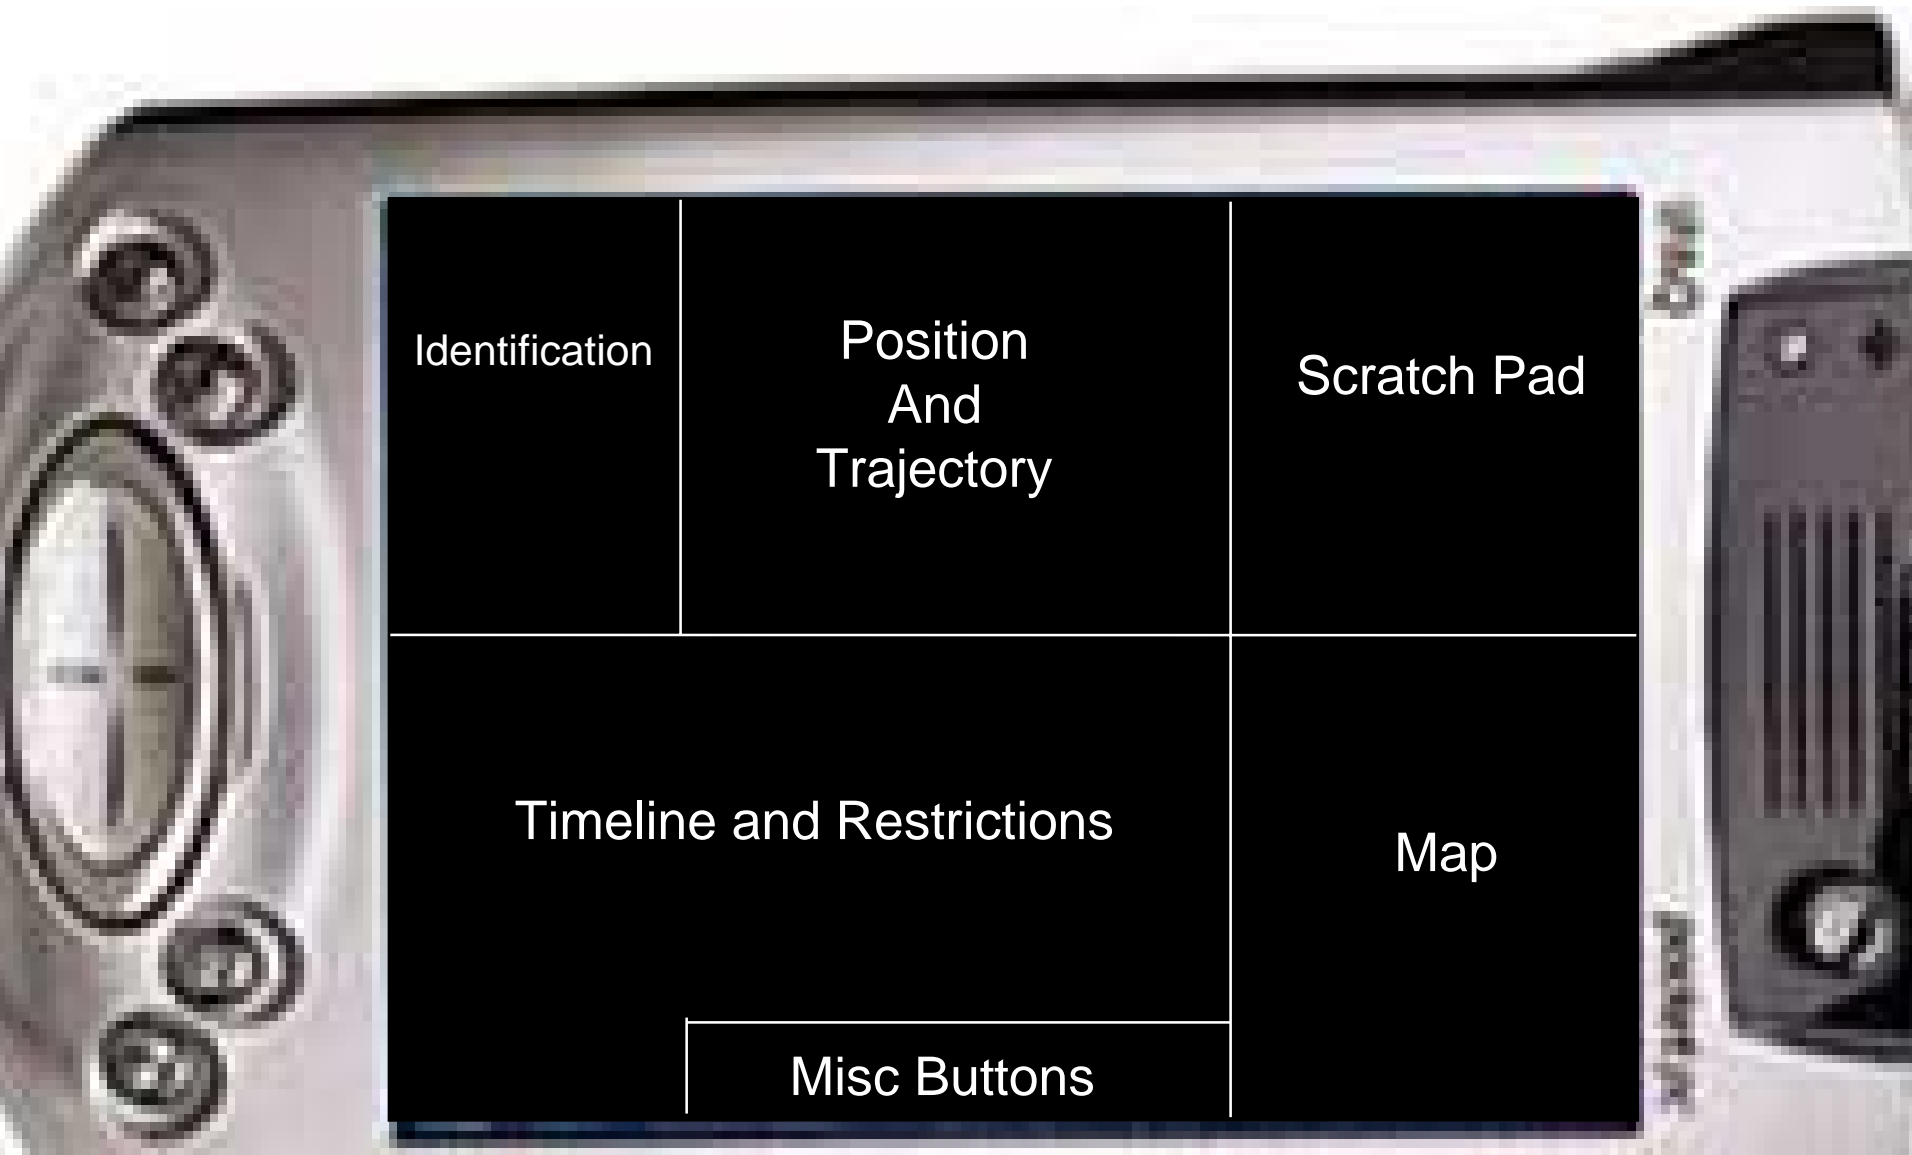 Identification
Position
And
Trajectory
Scratch Pad
Timeline and Restrictions
Map
Misc Buttons